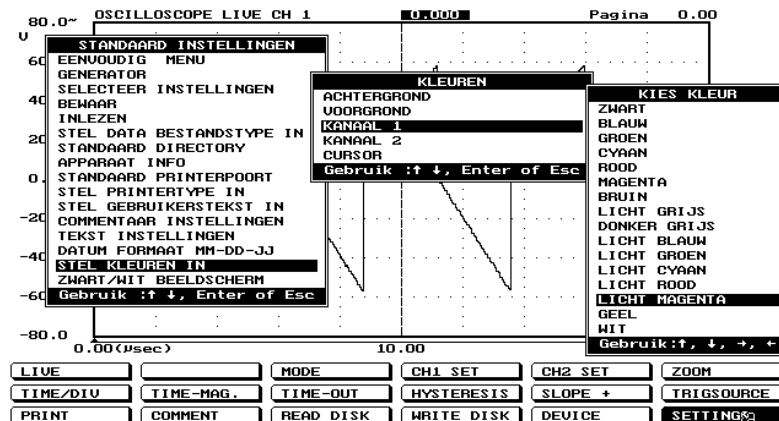 OSCILLOSCOPE LIVE CH 1 0.000 Pagina 0.00
80.0~
V
STANDAARD INSTELLINGEN
EENVOUDIG MENU
GENERATOR
SELECTEER INSTELLINGEN
BEWAAR
INLEZEN
STEL DATA BESTANDSTYPE IN
STANDAARD DIRECTORY
APPARAAT INFO
STANDAARD PRINTERPOORT
STEL PRINTERTYPE IN
STEL GEBRUIKERSTEKST IN
COMMENTAAR INSTELLINGEN
TEKST INSTELLINGEN
DATUM FORMAAT MM-DD-JJ
STEL KLEUREN IN
ZWART/WIT BEELDSCHERM
Gebruik :↑ ↓, Enter of Esc
KLEUREN
ACHTERGROND
VOORGROND
KANAAL 1
KANAAL 2
CURSOR
Gebruik :↑ ↓, Enter of Esc
KIES KLEUR
ZWART
BLAUW
GROEN
CYAAN
ROOD
MAGENTA
BRUIN
LICHT GRIJS
DONKER GRIJS
LICHT BLAUW
LICHT GROEN
LICHT CYAAN
LICHT ROOD
LICHT MAGENTA
GEEL
WIT
Gebruik:↑, ↓, →, ←
60
40
20
0.
-20
-40
-60
-80.0
0.00(µsec) 10.00
LIVE MODE CH1 SET CH2 SET ZOOM
TIME/DIV TIME-MAG. TIME-OUT HYSTERESIS SLOPE + TRIGSOURCE
PRINT COMMENT READ DISK WRITE DISK DEVICE SETTINGS